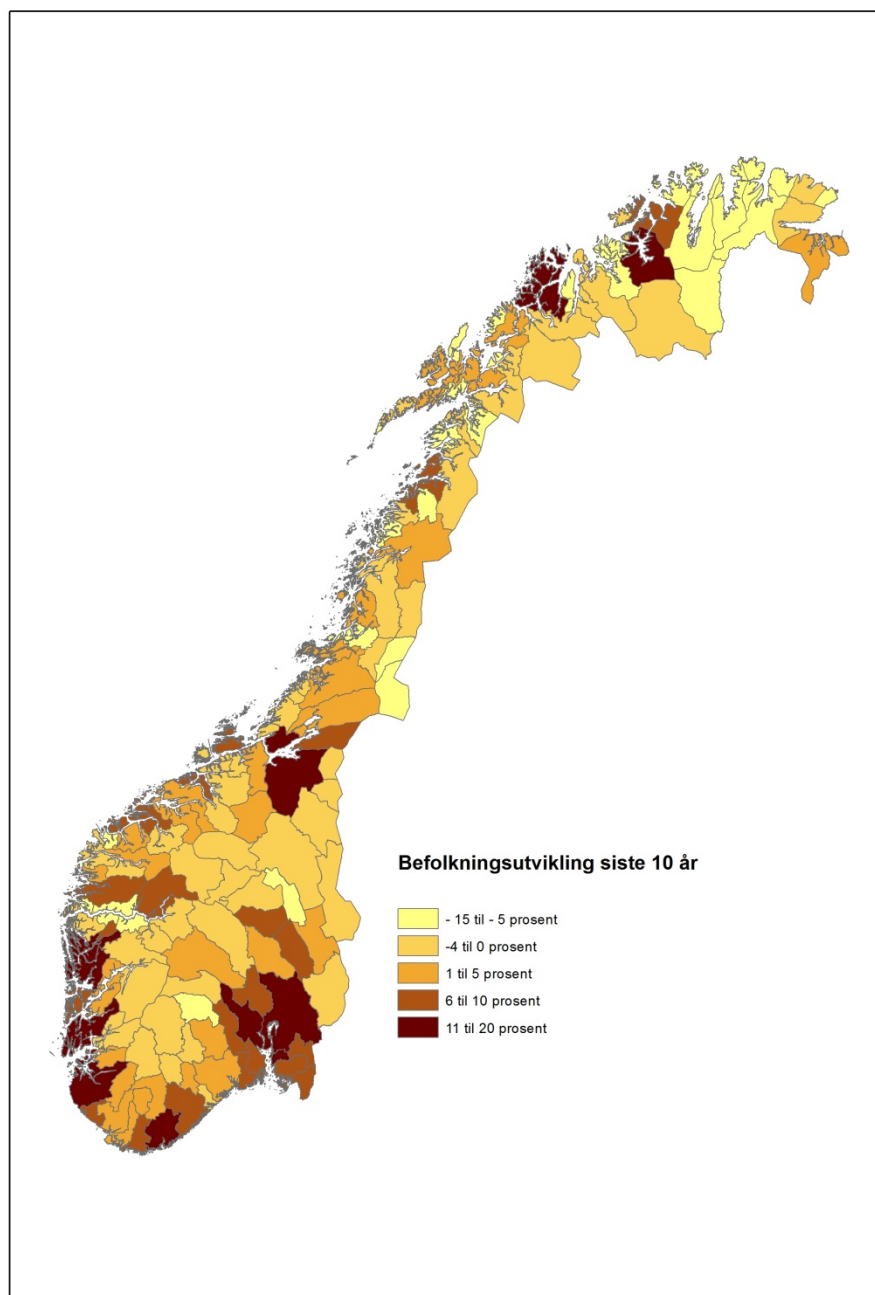 Befolkningsutvikling siste 10 år
- 15 til - 5 prosent
-4 til 0 prosent
1 til 5 prosent
6 til 10 prosent
11 til 20 prosent